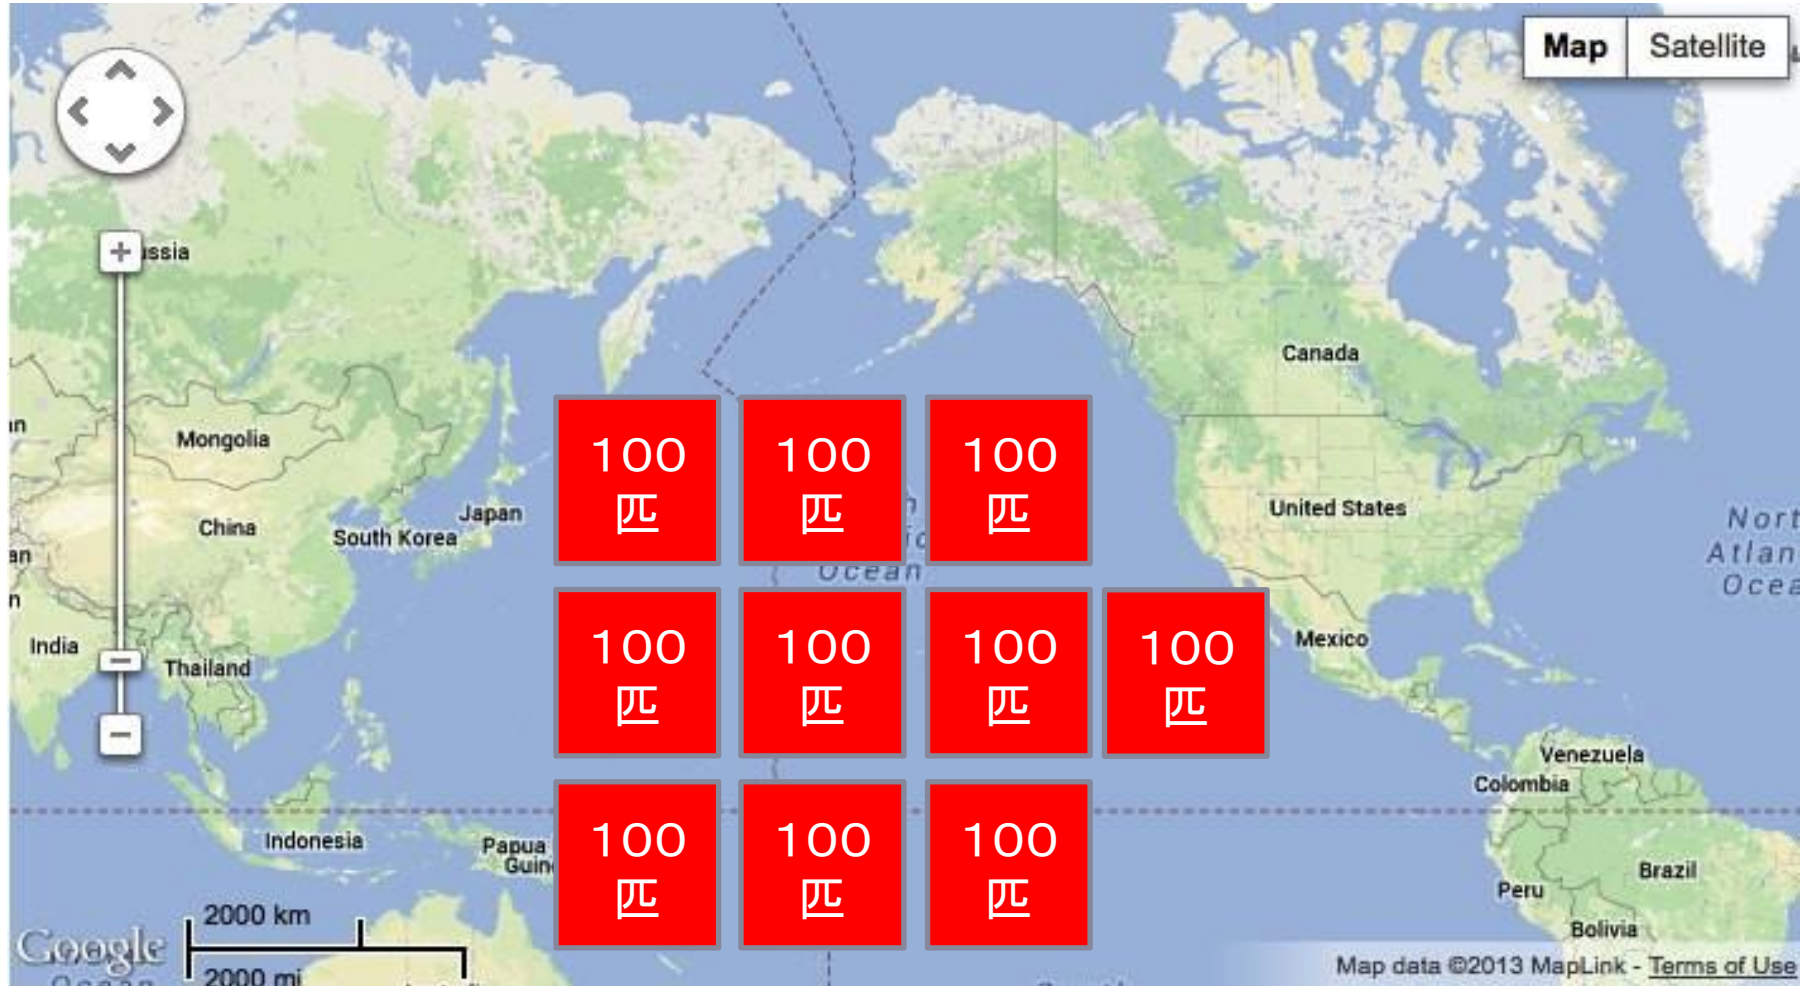 Map
Satellite
ussia
Canada
Mongolia
100
匹
100
匹
100
匹
China
South Korea
Japan
United States
Ocean
India
Thailand
100
匹
100
匹
100
匹
100
匹
Mexico
Venezuela
Colombia
Indonesia
Papua
Guin
100
匹
100
匹
100
匹
Brazil
Peru
Bolivia
2000 km
Google
2000 mi
Nort
Atlan
Ocea
Map data ©2013 MapLink - Terms of Use